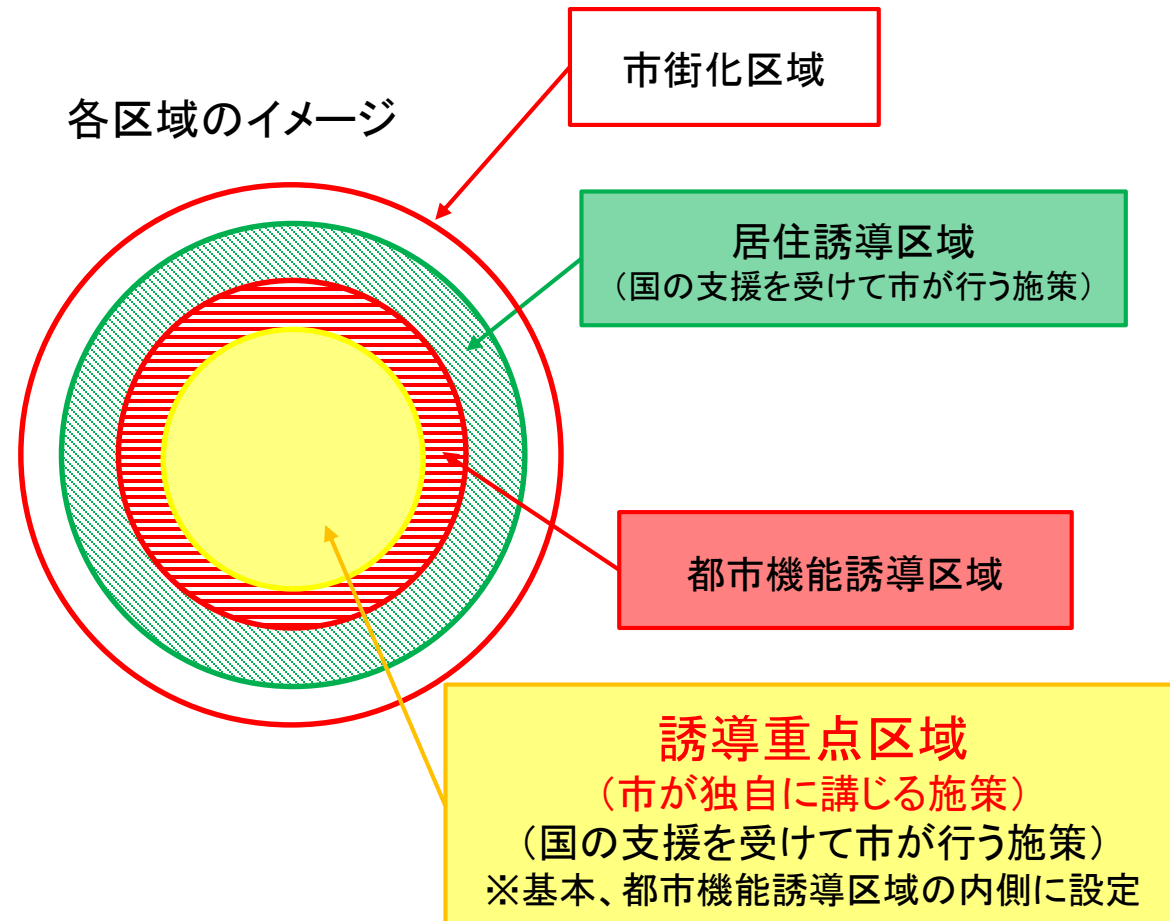 市街化区域
各区域のイメージ
居住誘導区域
（国の支援を受けて市が行う施策）
都市機能誘導区域
誘導重点区域
（市が独自に講じる施策）
（国の支援を受けて市が行う施策）
※基本、都市機能誘導区域の内側に設定